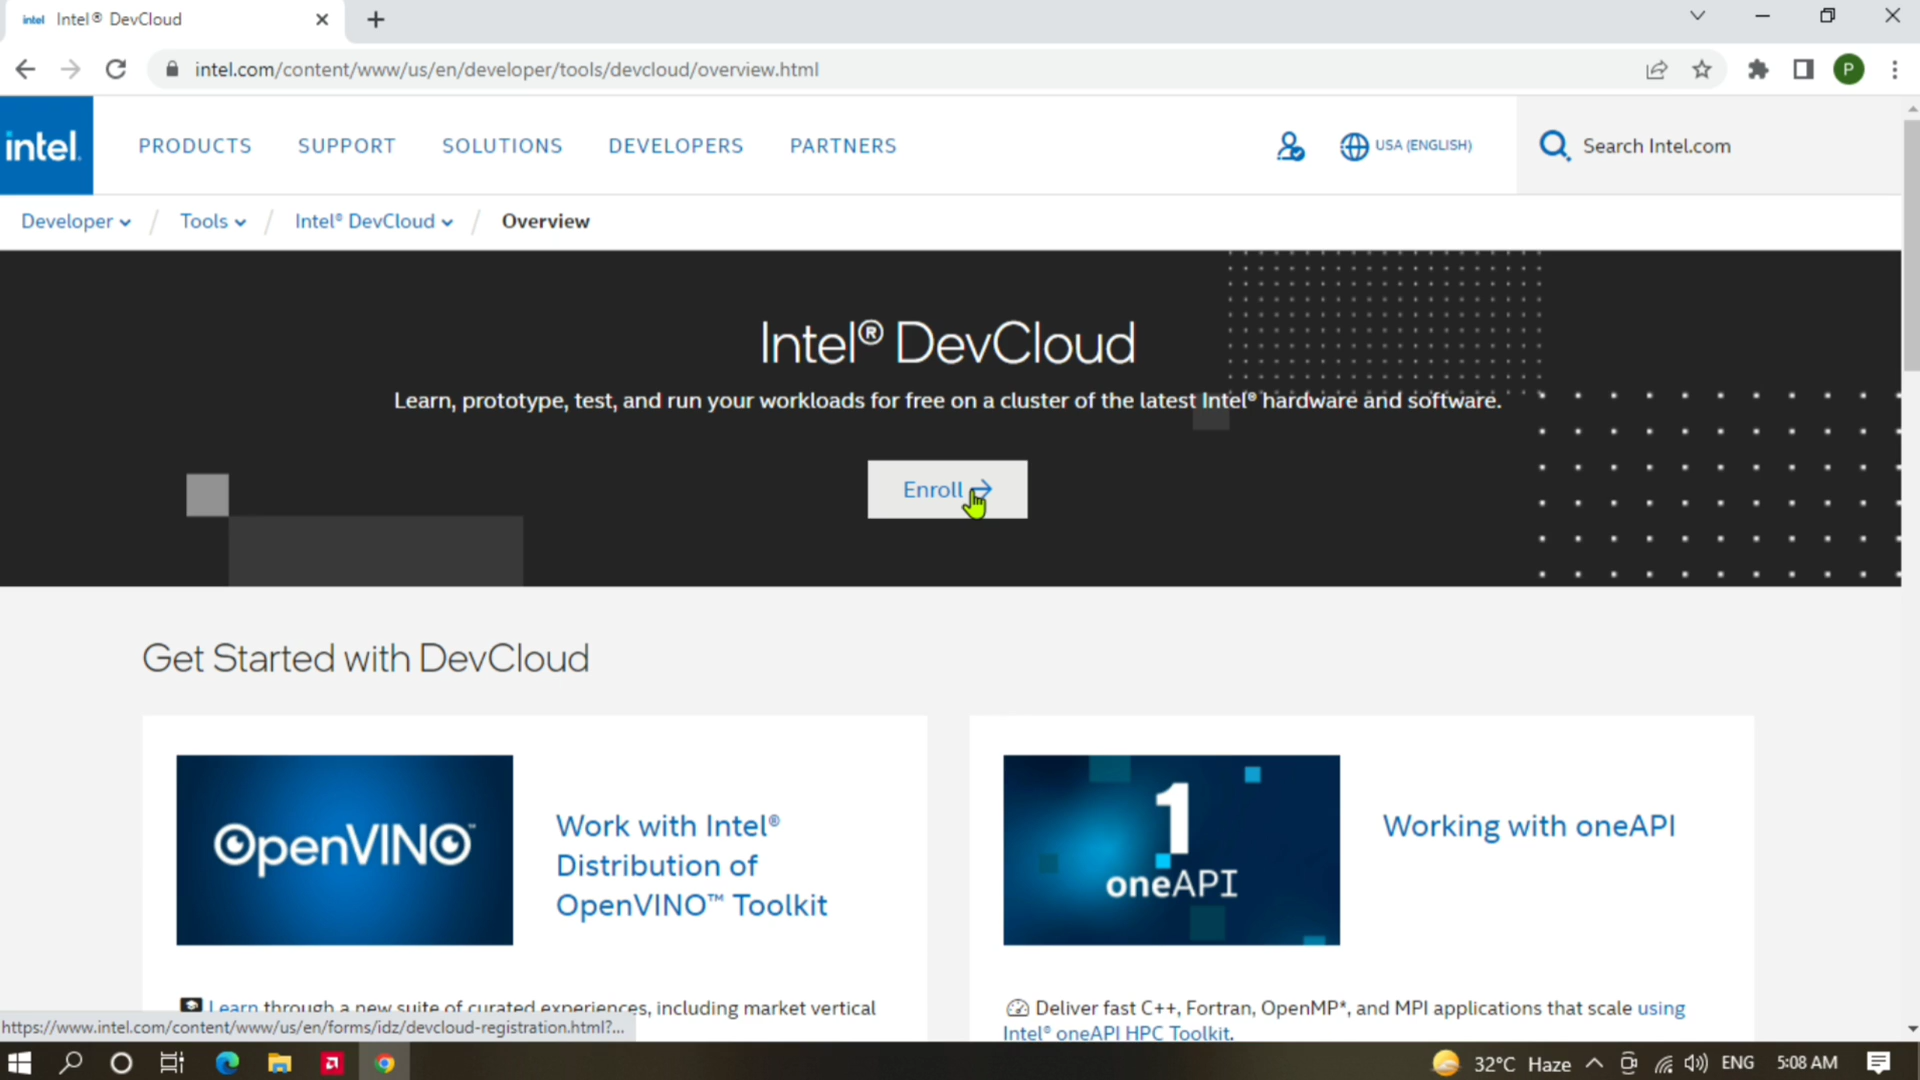 intel Intel® DevCloud
intel.com/content/www/us/en/developer/tools/devcloud/overview.html
P
intel.
PRODUCTS SUPPORT SOLUTIONS DEVELOPERS PARTNERS
USA (ENGLISH)
Search Intel.com
Developer / Tools / Intel® DevCloud / Overview
Intel® DevCloud
Learn, prototype, test, and run your workloads for free on a cluster of the latest Intel® hardware and software.
Enroll
Get Started with DevCloud
OpenVINO™
Work with Intel®
Distribution of
OpenVINO™ Toolkit
Learn through a new suite of curated experiences, including market vertical
1
oneAPI
Working with oneAPI
Deliver fast C++, Fortran, OpenMP*, and MPI applications that scale using
Intel® oneAPI HPC Toolkit.
https://www.intel.com/content/www/us/en/forms/idz/devcloud-registration.html?...
32°C Haze ENG 5:08 AM